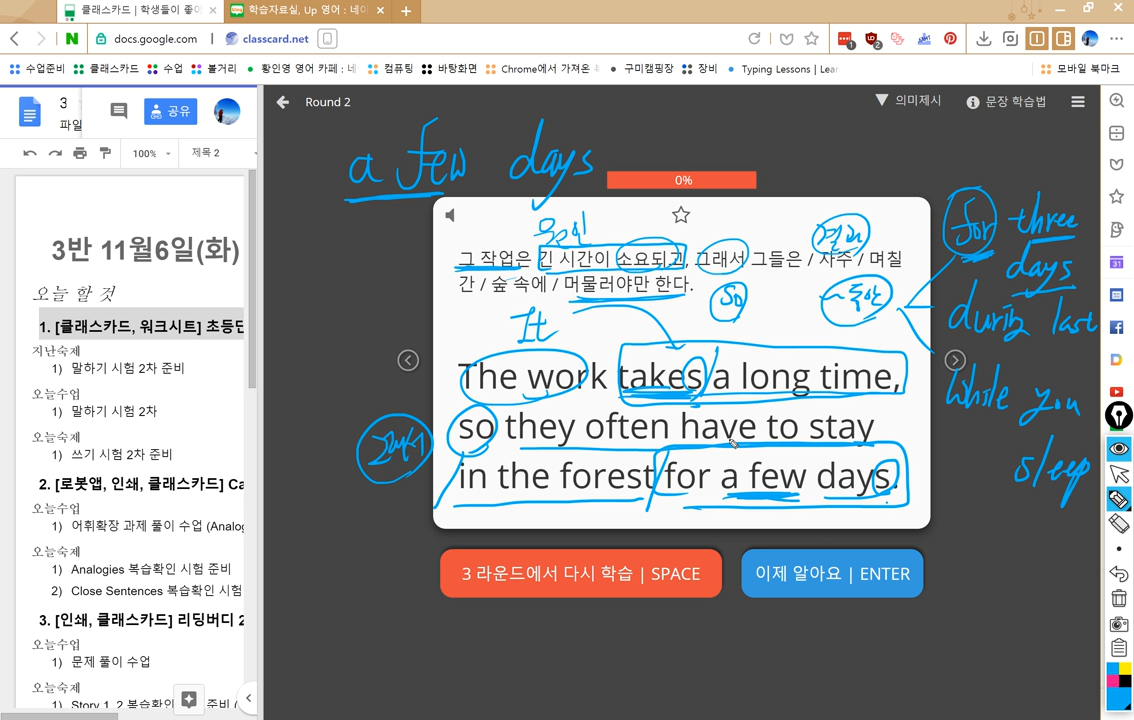 클래스카드 | 학생들이 좋아
학습자료실, Up 영어 : 네이
docs.google.com | classcard.net
수업준비 클래스카드 수업 볼거리 황인영 영어 카페 : 네 컴퓨팅 바탕화면 Chrome에서 가져온 구미캠핑장 장비 Typing Lessons | Lear 모바일 북마크
3
파일
공유
100% 제목 2
3반 11월6일(화)
오늘 할 것
1. [클래스카드, 워크시트] 초등단
지난숙제
1) 말하기 시험 2차 준비
오늘수업
1) 말하기 시험 2차
오늘숙제
1) 쓰기 시험 2차 준비
2. [로봇앱, 인쇄, 클래스카드] Ca
오늘수업
1) 어휘확장 과제 풀이 수업 (Analog
오늘숙제
1) Analogies 복습확인 시험 준비
2) Close Sentences 복습확인 시험
3. [인쇄, 클래스카드] 리딩버디 2
오늘수업
1) 문제 풀이 수업
오늘숙제
1) Story 1, 2 복습확인 준비 (
Round 2
의미제시 문장 학습법
a few days
0%
원인
결과
그 작업은 긴 시간이 소요되고, 그래서 그들은 / 자주 / 며칠
간 / 숲 속에 / 머물러야만 한다.
so
~동안
It
The work takes a long time,
so they often have to stay
in the forest for a few days.
그래서
for three
days
during last
while you
sleep
3 라운드에서 다시 학습 | SPACE
이제 알아요 | ENTER